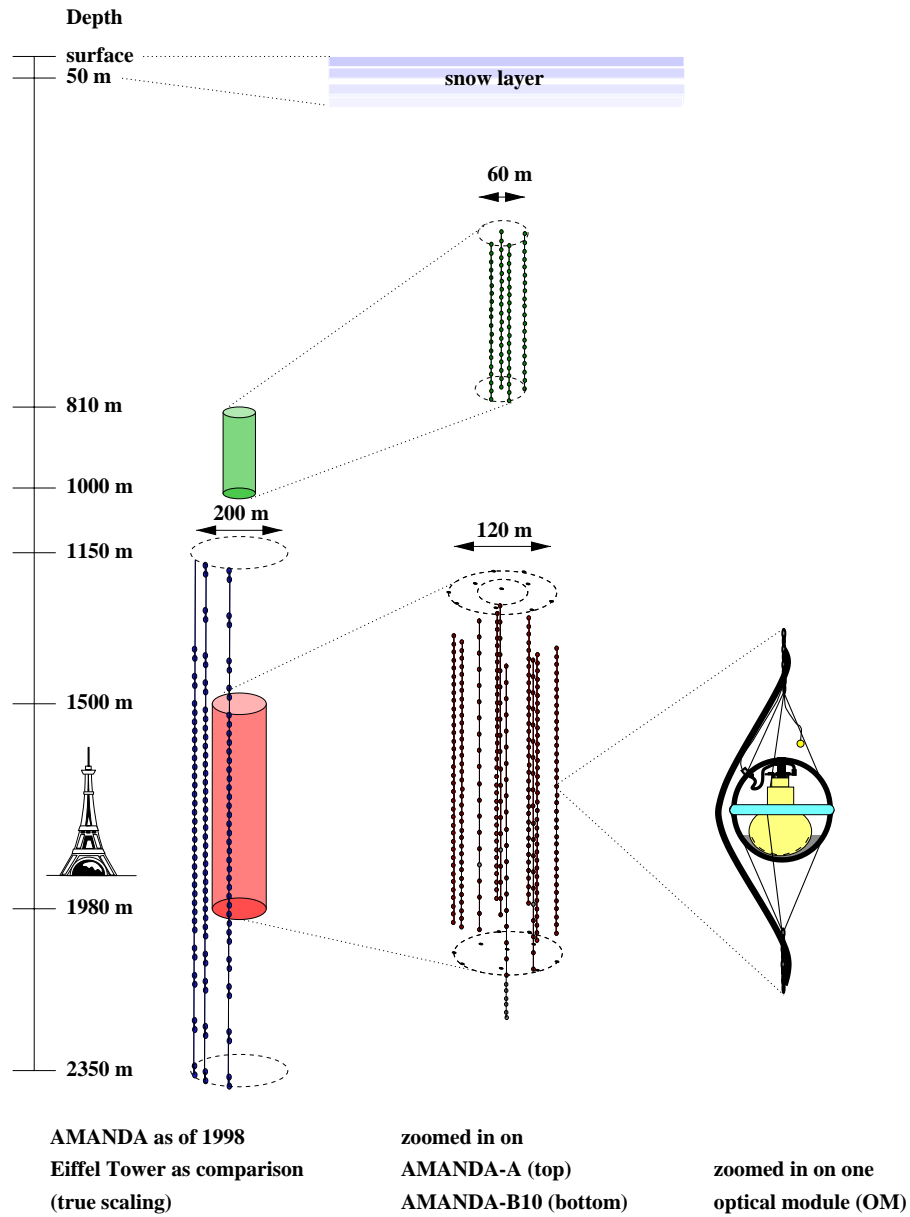 Depth
surface
50 m
snow layer
60 m
810 m
1000 m
200 m
120 m
1150 m
1500 m
1980 m
2350 m
AMANDA as of 1998
Eiffel Tower as comparison
(true scaling)
zoomed in on
AMANDA-A (top)
AMANDA-B10 (bottom)
zoomed in on one
optical module (OM)